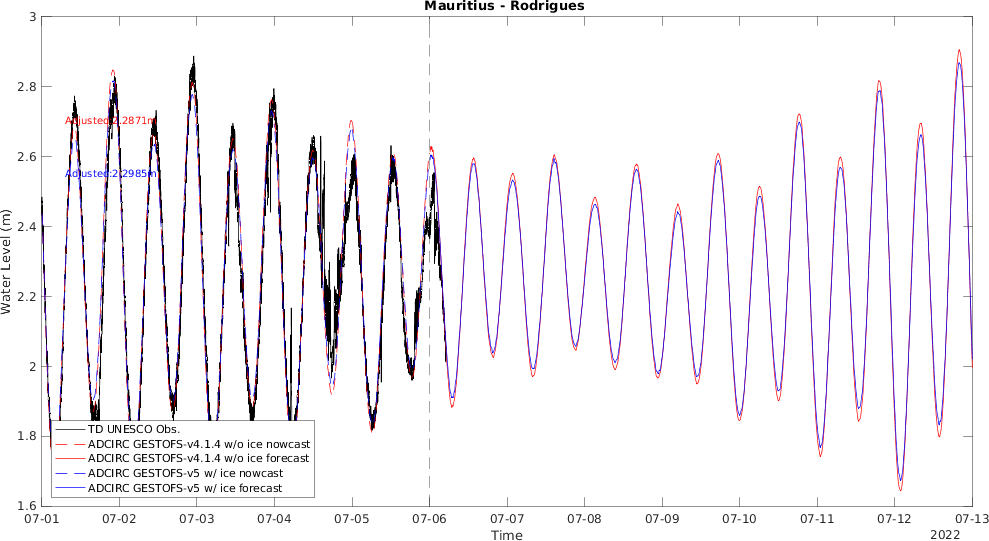 Mauritius - Rodrigues
Water Level (m)
3
2.8
2.6
2.4
2.2
2
1.8
1.6
Adjusted:2.2871m
Adjusted:2.2985m
TD UNESCO Obs.
ADCIRC GESTOFS-v4.1.4 w/o ice nowcast
ADCIRC GESTOFS-v4.1.4 w/o ice forecast
ADCIRC GESTOFS-v5 w/ ice nowcast
ADCIRC GESTOFS-v5 w/ ice forecast
07-01 07-02 07-03 07-04 07-05 07-06 07-07 07-08 07-09 07-10 07-11 07-12 07-13
Time
2022